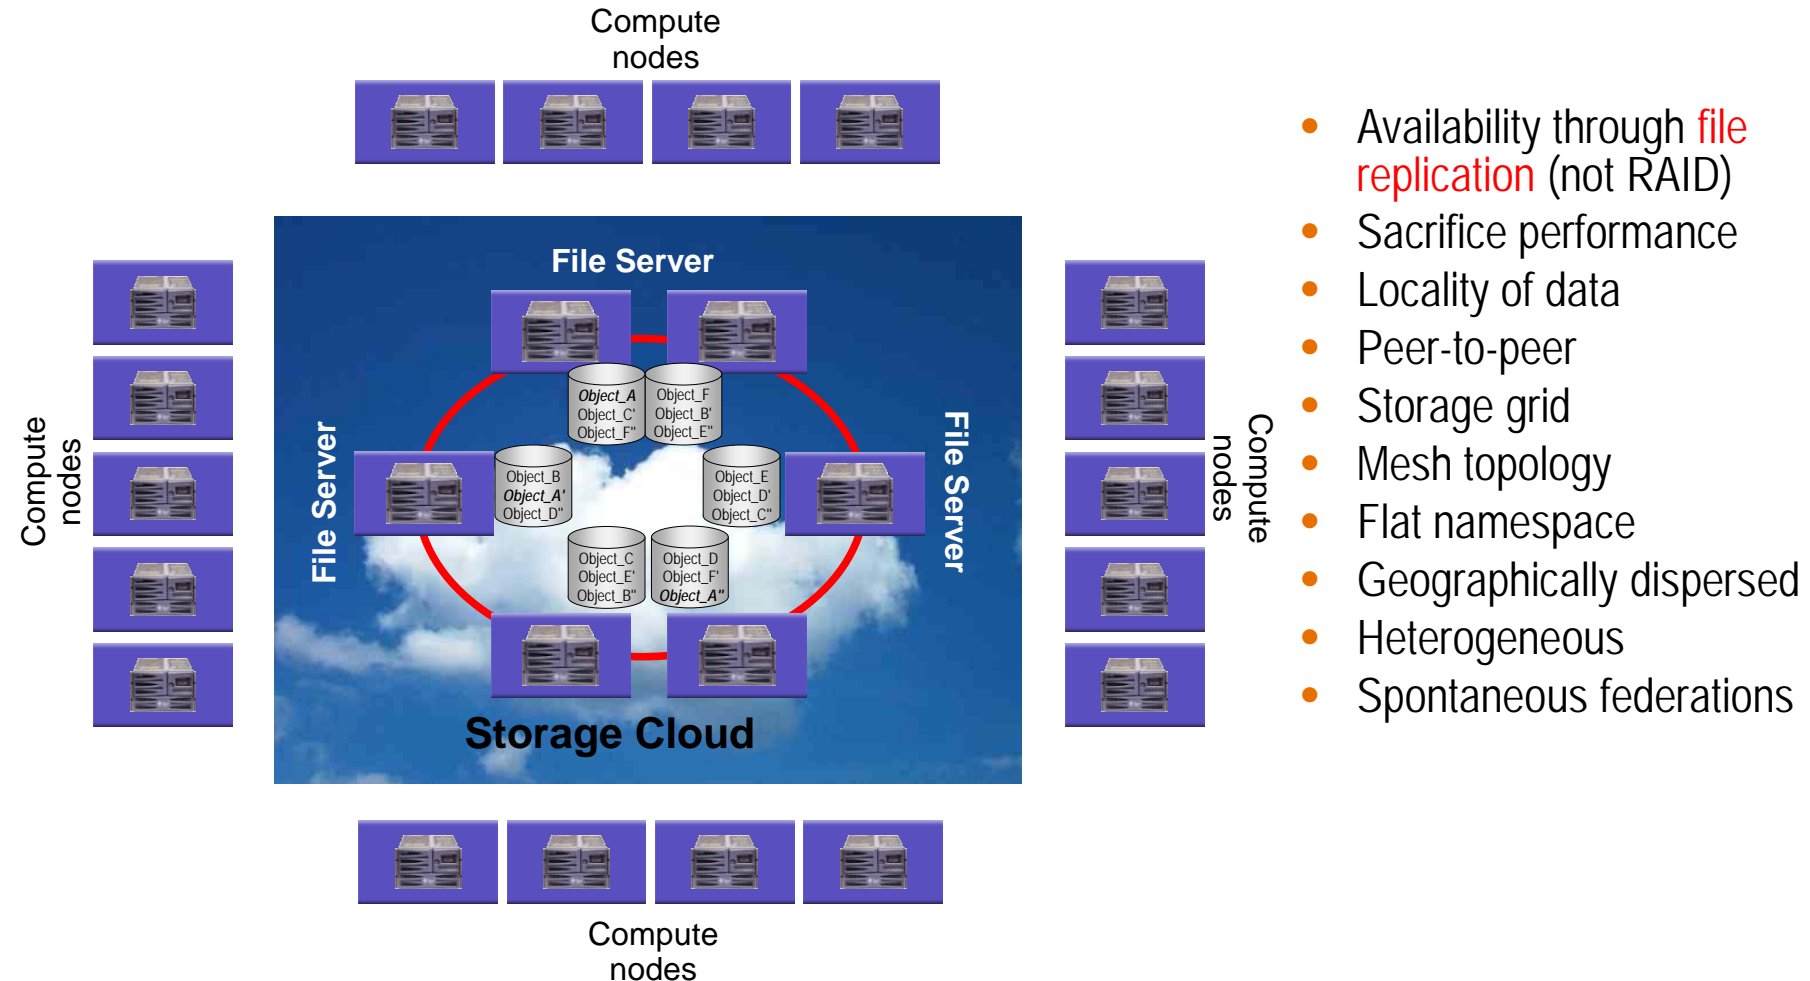 Compute
nodes
File Server
Object_A
Object_C'
Object_F"
Object_F
Object_B'
Object_E"
Compute
nodes
File Server
Object_B
Object_A'
Object_D"
Object_E
Object_D'
Object_C"
File Server
Compute
nodes
Object_C
Object_E'
Object_B"
Object_D
Object_F'
Object_A"
Storage Cloud
Compute
nodes
• Availability through file
replication (not RAID)
• Sacrifice performance
• Locality of data
• Peer-to-peer
• Storage grid
• Mesh topology
• Flat namespace
• Geographically dispersed
• Heterogeneous
• Spontaneous federations